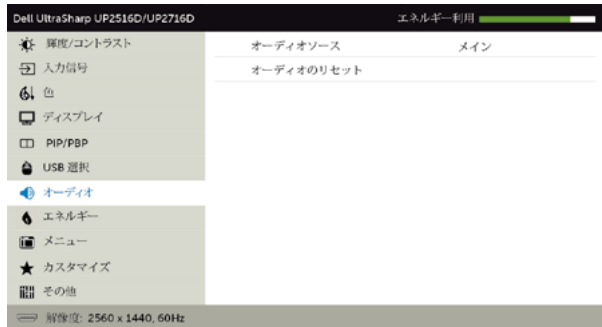 Dell UltraSharp UP2516D/UP2716D エネルギー利用
輝度/コントラスト オーディオソース メイン
入力信号 オーディオのリセット
色
ディスプレイ
PIP/PBP
USB 選択
オーディオ
エネルギー
メニュー
カスタマイズ
その他
解像度: 2560 x 1440, 60Hz